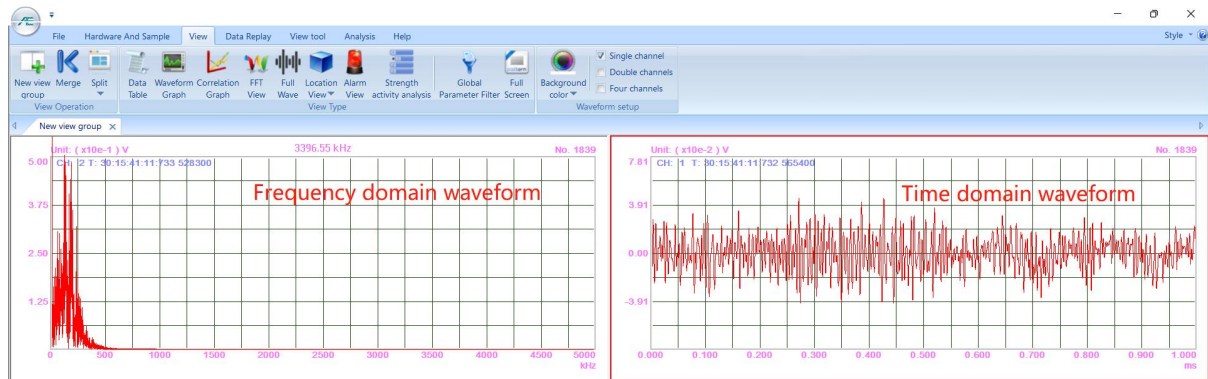 File Hardware And Sample View Data Replay View tool Analysis Help Style
New view group Merge Split Data Table Waveform Graph Correlation Graph FFT View Full Wave Location View Alarm View Strength activity analysis Global Parameter Filter Full Screen Background color
Single channel
Double channels
Four channels
View Operation View Type Waveform setup
New view group
Unit: ( x10e-1 ) V 3396.55 kHz No. 1839
5.00 CH: 2 T: 30:15:41:11:733 528300
Frequency domain waveform
3.75
2.50
1.25
0 500 1000 1500 2000 2500 3000 3500 4000 4500 5000
kHz
Unit: ( x10e-2 ) V No. 1839
7.81 CH: 1 T: 30:15:41:11:732 565400
Time domain waveform
3.91
0.00
-3.91
0.000 0.100 0.200 0.300 0.400 0.500 0.600 0.700 0.800 0.900 1.000
ms